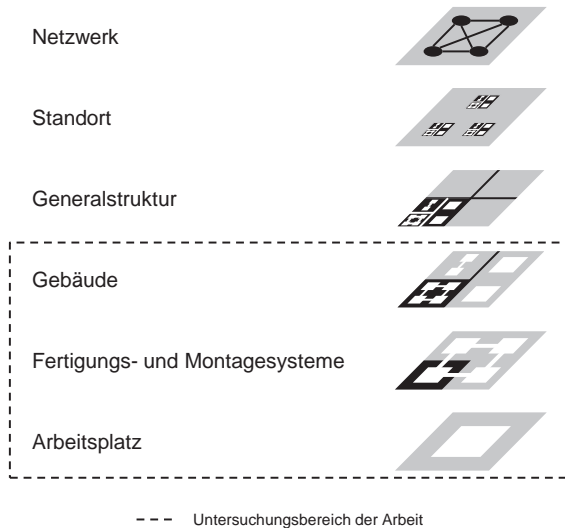 Netzwerk
Standort
Generalstruktur
Gebäude
Fertigungs- und Montagesysteme
Arbeitsplatz
Untersuchungsbereich der Arbeit